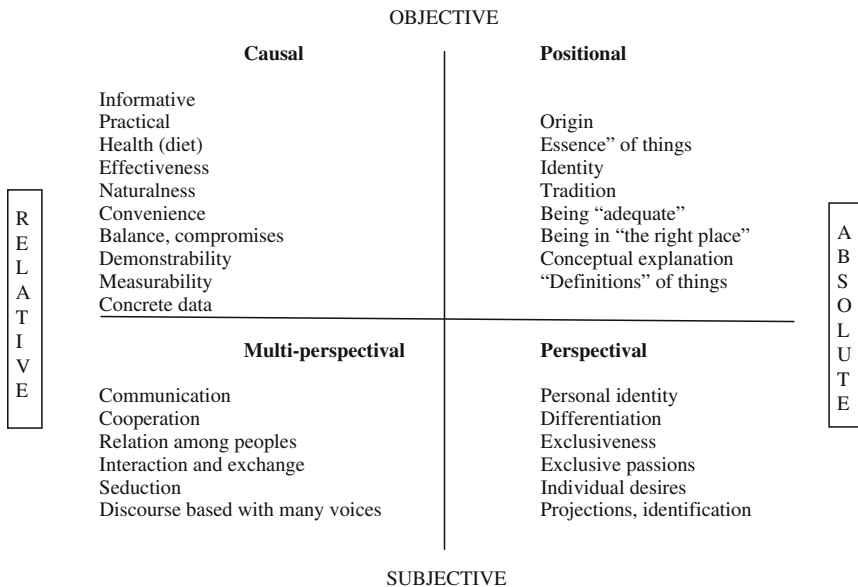 OBJECTIVE
Causal
Positional
Informative
Practical
Health (diet)
Effectiveness
Naturalness
Convenience
Balance, compromises
Demonstrability
Measurability
Concrete data
Origin
Essence” of things
Identity
Tradition
Being “adequate”
Being in “the right place”
Conceptual explanation
“Definitions” of things
RELATIVE
ABSOLUTE
Multi-perspectival
Perspectival
Communication
Cooperation
Relation among peoples
Interaction and exchange
Seduction
Discourse based with many voices
Personal identity
Differentiation
Exclusiveness
Exclusive passions
Individual desires
Projections, identification
SUBJECTIVE